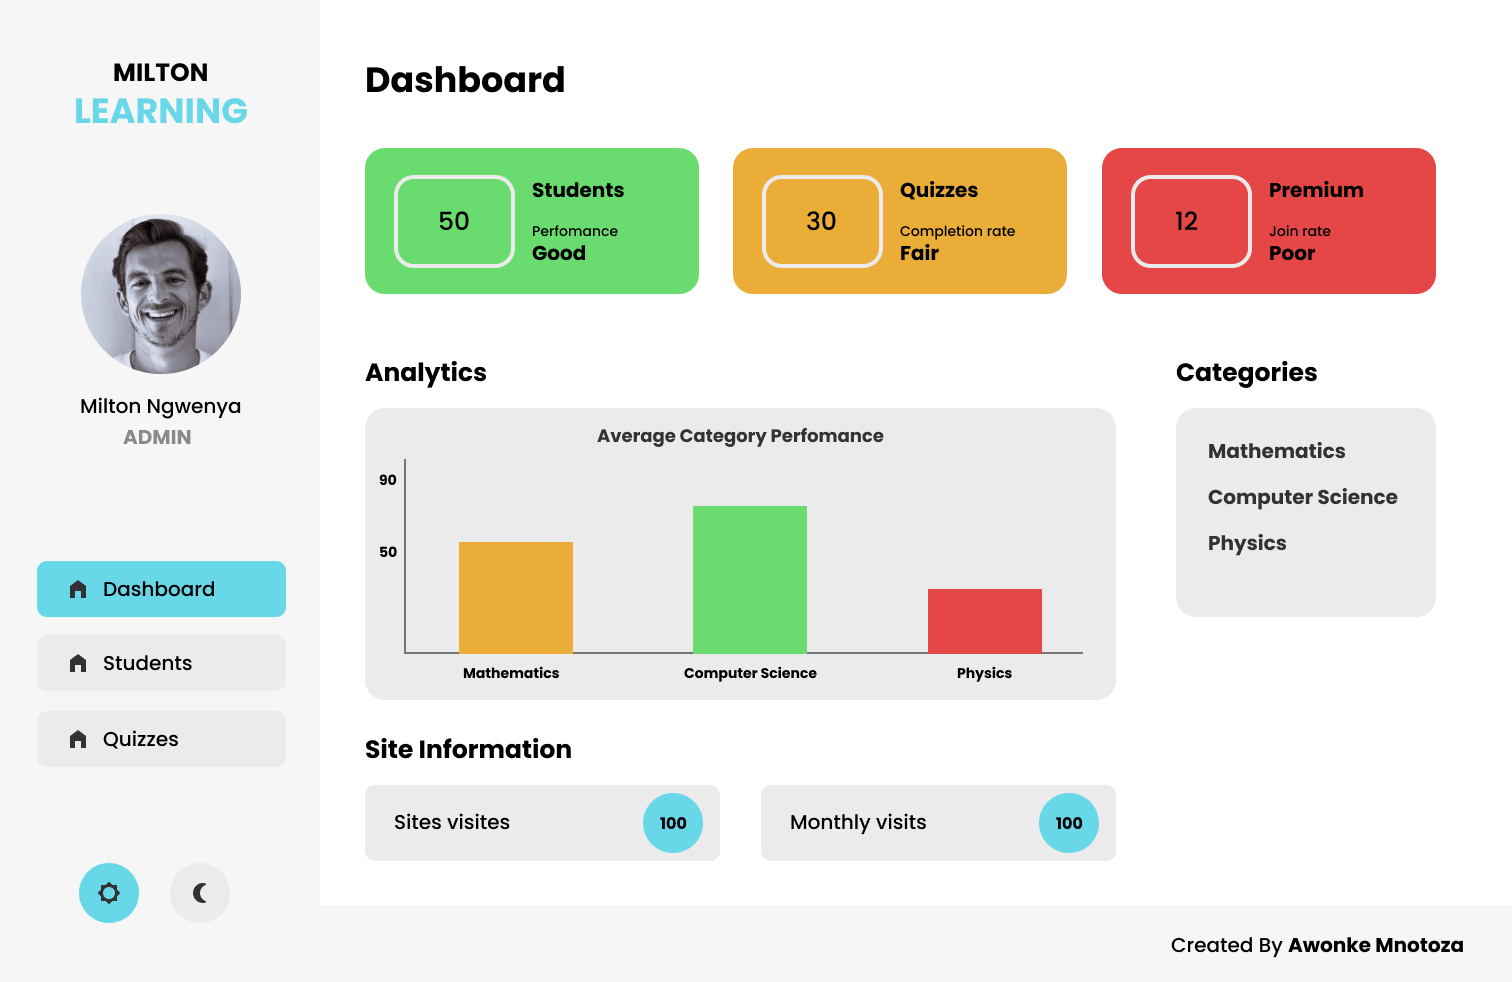 MILTON
LEARNING
Milton Ngwenya
ADMIN
Dashboard
Students
Quizzes
Dashboard
50
Students
Perfomance
Good
30
Quizzes
Completion rate
Fair
12
Premium
Join rate
Poor
Analytics
Average Category Perfomance
90
50
Mathematics
Computer Science
Physics
Categories
Mathematics
Computer Science
Physics
Site Information
Sites visites
100
Monthly visits
100
Created By Awonke Mnotoza